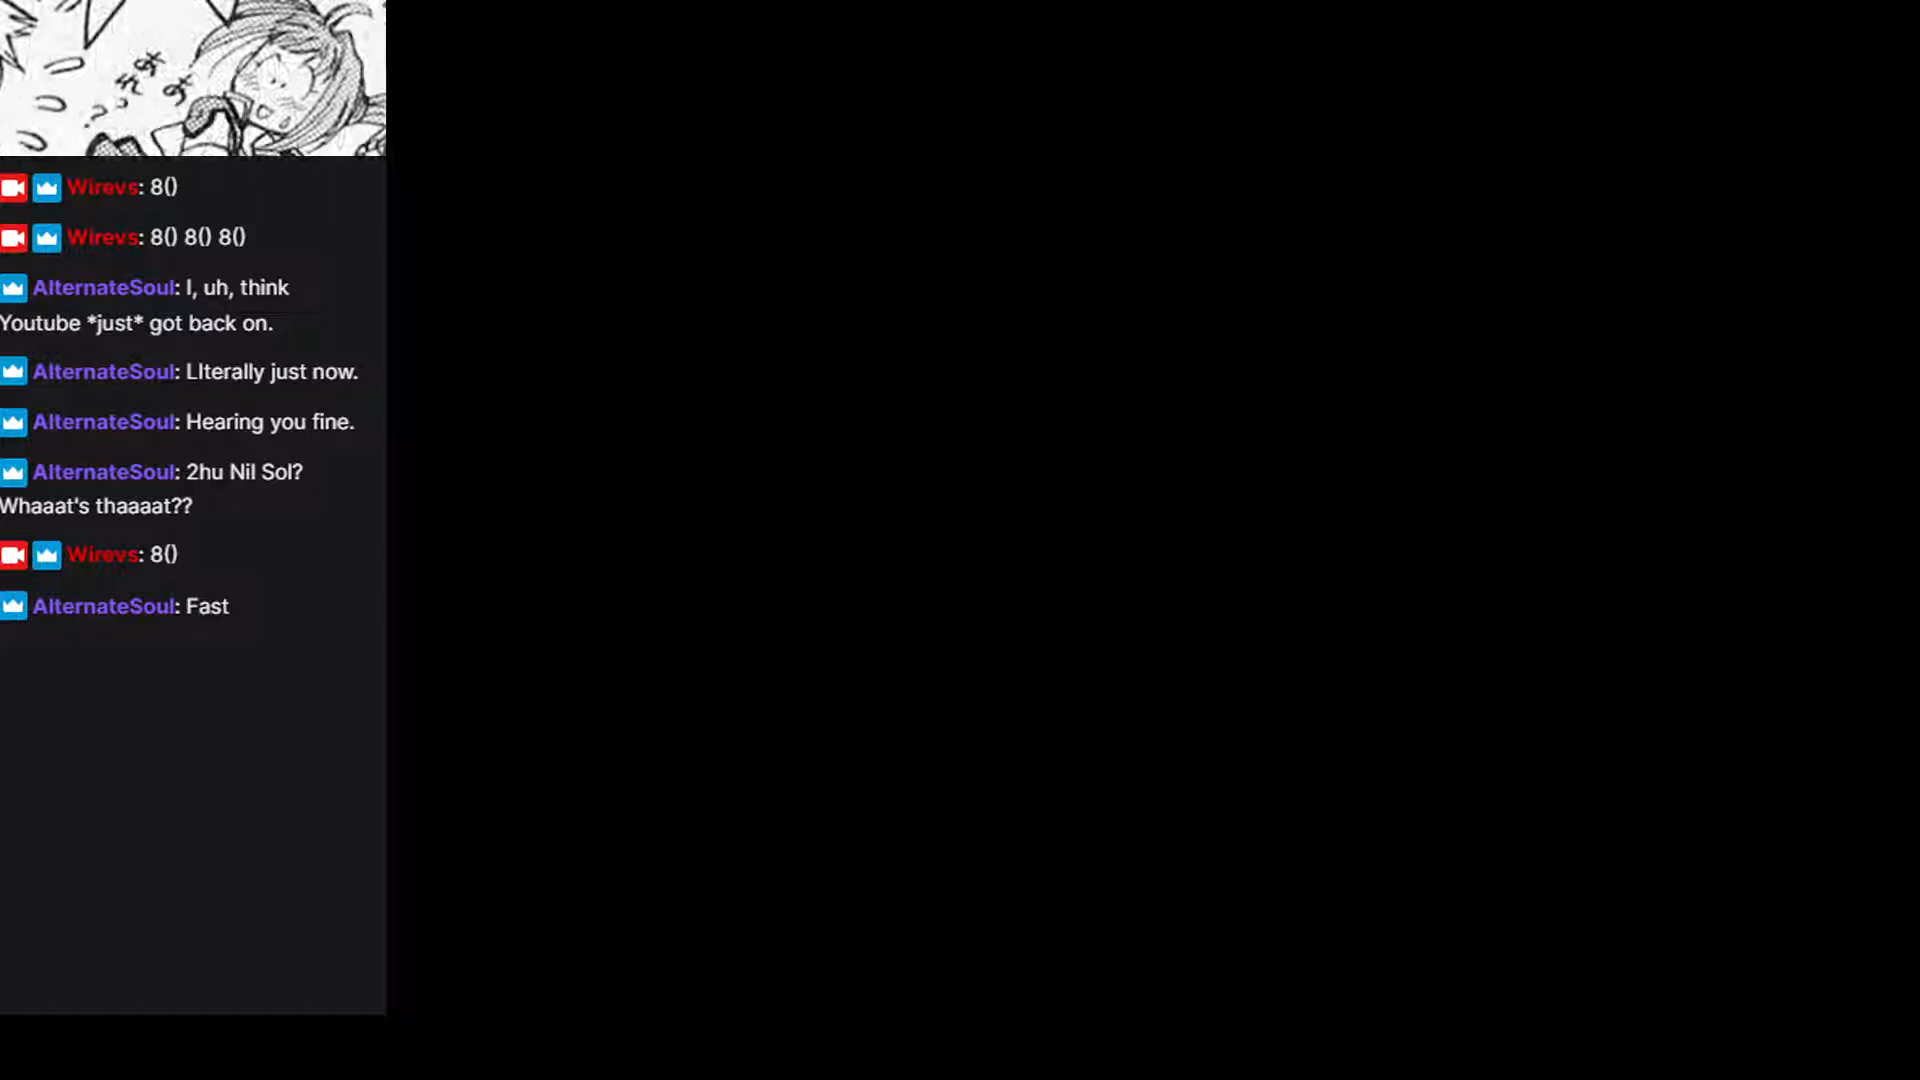 Wirevs: 8()
Wirevs: 8() 8() 8()
AlternateSoul: I, uh, think
Youtube *just* got back on.
AlternateSoul: LIterally just now.
AlternateSoul: Hearing you fine.
AlternateSoul: 2hu Nil Sol?
Whaaat's thaaaat??
Wirevs: 8()
AlternateSoul: Fast